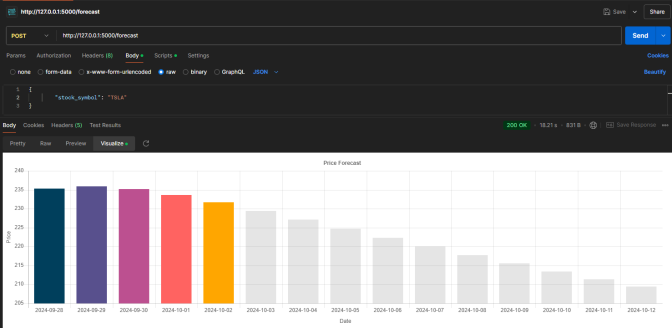 http://127.0.0.1:5000/forecast Save Share
POST http://127.0.0.1:5000/forecast Send
Params Authorization Headers (8) Body Scripts Settings Cookies
none form-data x-www-form-urlencoded raw binary GraphQL JSON Beautify
1 {
2 "stock_symbol": "TSLA"
3 }
Body Cookies Headers (5) Test Results 200 OK 18.21 s 831 B Save Response
Pretty Raw Preview Visualize
Price Forecast
240
235
230
225
220
215
210
205
Price
2024-09-28 2024-09-29 2024-09-30 2024-10-01 2024-10-02 2024-10-03 2024-10-04 2024-10-05 2024-10-06 2024-10-07 2024-10-08 2024-10-09 2024-10-10 2024-10-11 2024-10-12
Date